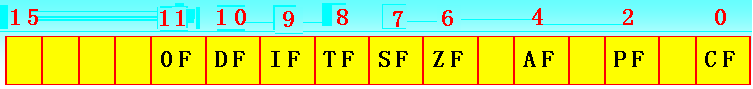 15 11 10 9 8 7 6 4 2 0
OF DF IF TF SF ZF AF PF CF